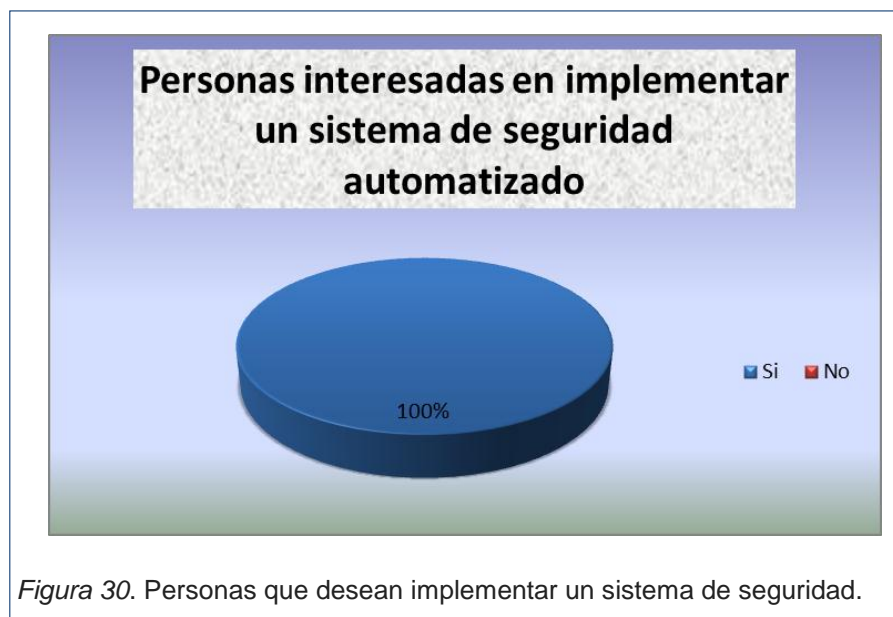 Personas interesadas en implementar
un sistema de seguridad
automatizado
100%
Si No
Figura 30. Personas que desean implementar un sistema de seguridad.